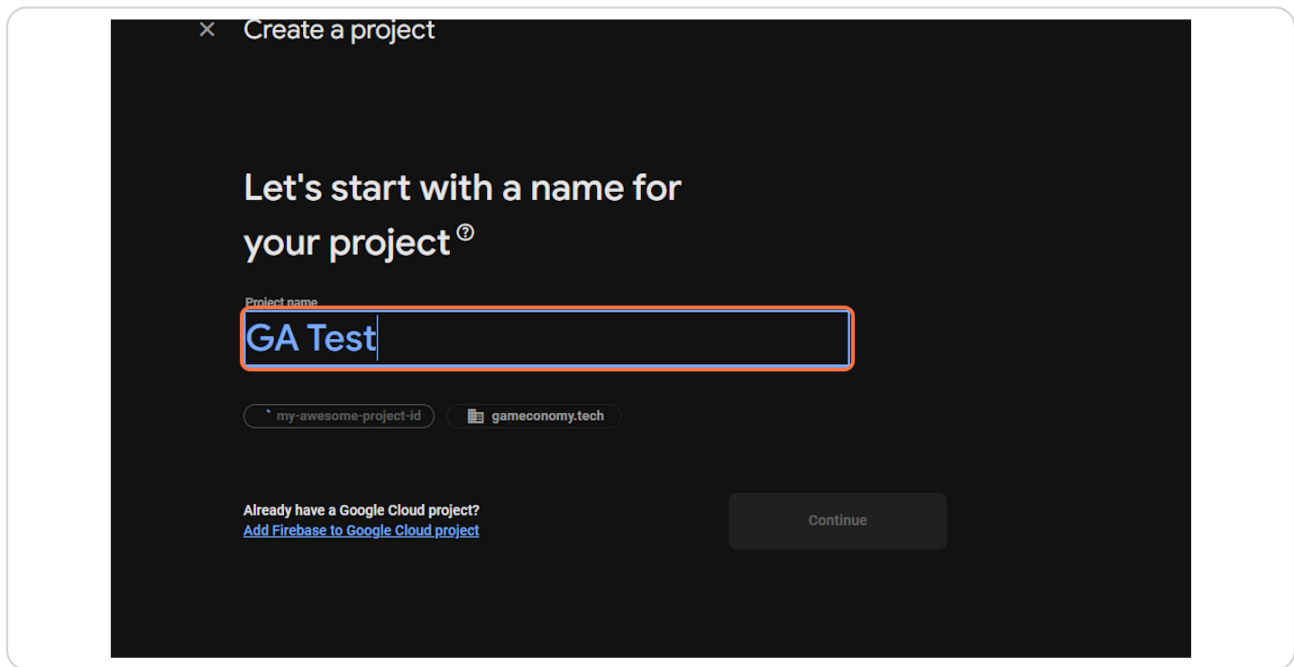 Create a project
Let's start with a name for
your project
Project name
GA Test
my-awesome-project-id
gameconomy.tech
Already have a Google Cloud project?
Add Firebase to Google Cloud project
Continue